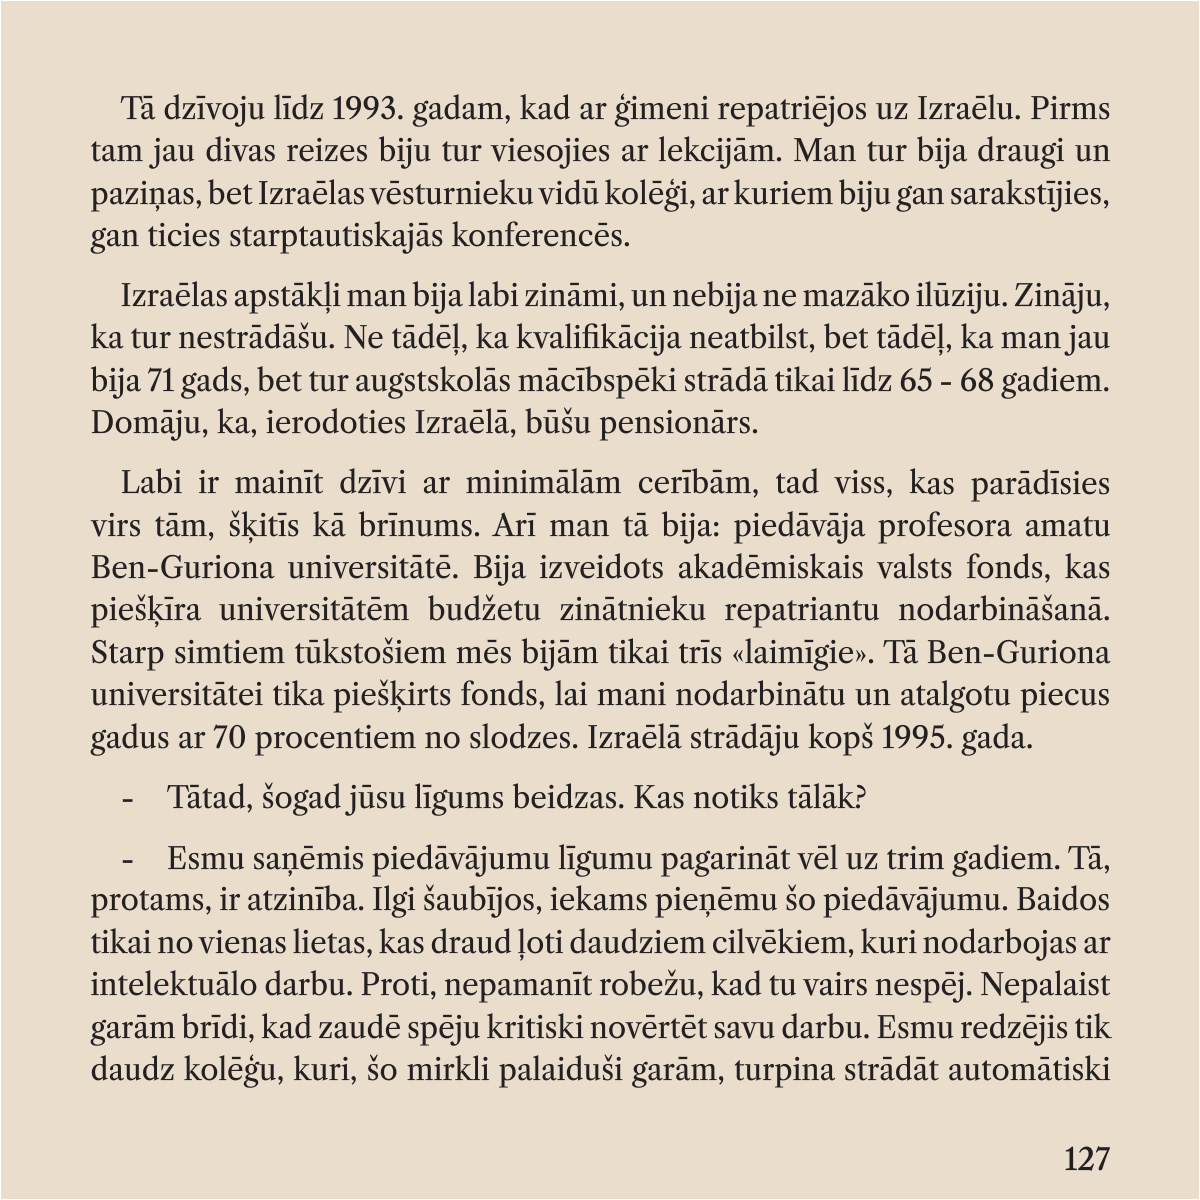 Tā dzīvoju līdz 1993. gadam, kad ar ģimeni repatriējos uz Izraēlu. Pirms
tam jau divas reizes biju tur viesojies ar lekcijām. Man tur bija draugi un
paziņas, bet Izraēlas vēsturnieku vidū kolēģi, ar kuriem biju gan sarakstījies,
gan ticies starptautiskajās konferencēs.
Izraēlas apstākļi man bija labi zināmi, un nebija ne mazāko ilūziju. Zināju,
ka tur nestrādāšu. Ne tādēļ, ka kvalifikācija neatbilst, bet tādēļ, ka man jau
bija 71 gads, bet tur augstskolās mācībspēki strādā tikai līdz 65 - 68 gadiem.
Domāju, ka, ierodoties Izraēlā, būšu pensionārs.
Labi ir mainīt dzīvi ar minimālām cerībām, tad viss, kas parādīsies
virs tām, šķitīs kā brīnums. Arī man tā bija: piedāvāja profesora amatu
Ben-Guriona universitātē. Bija izveidots akadēmiskais valsts fonds, kas
piešķīra universitātēm budžetu zinātnieku repatriantu nodarbināšanā.
Starp simtiem tūkstošiem mēs bijām tikai trīs «laimīgie». Tā Ben-Guriona
universitātei tika piešķirts fonds, lai mani nodarbinātu un atalgotu piecus
gadus ar 70 procentiem no slodzes. Izraēlā strādāju kopš 1995. gada.
- Tātad, šogad jūsu līgums beidzas. Kas notiks tālāk?
- Esmu saņēmis piedāvājumu līgumu pagarināt vēl uz trim gadiem. Tā,
protams, ir atzinība. Ilgi šaubījos, iekams pieņēmu šo piedāvājumu. Baidos
tikai no vienas lietas, kas draud ļoti daudziem cilvēkiem, kuri nodarbojas ar
intelektuālo darbu. Proti, nepamanīt robežu, kad tu vairs nespēj. Nepalaist
garām brīdi, kad zaudē spēju kritiski novērtēt savu darbu. Esmu redzējis tik
daudz kolēģu, kuri, šo mirkli palaiduši garām, turpina strādāt automātiski
127